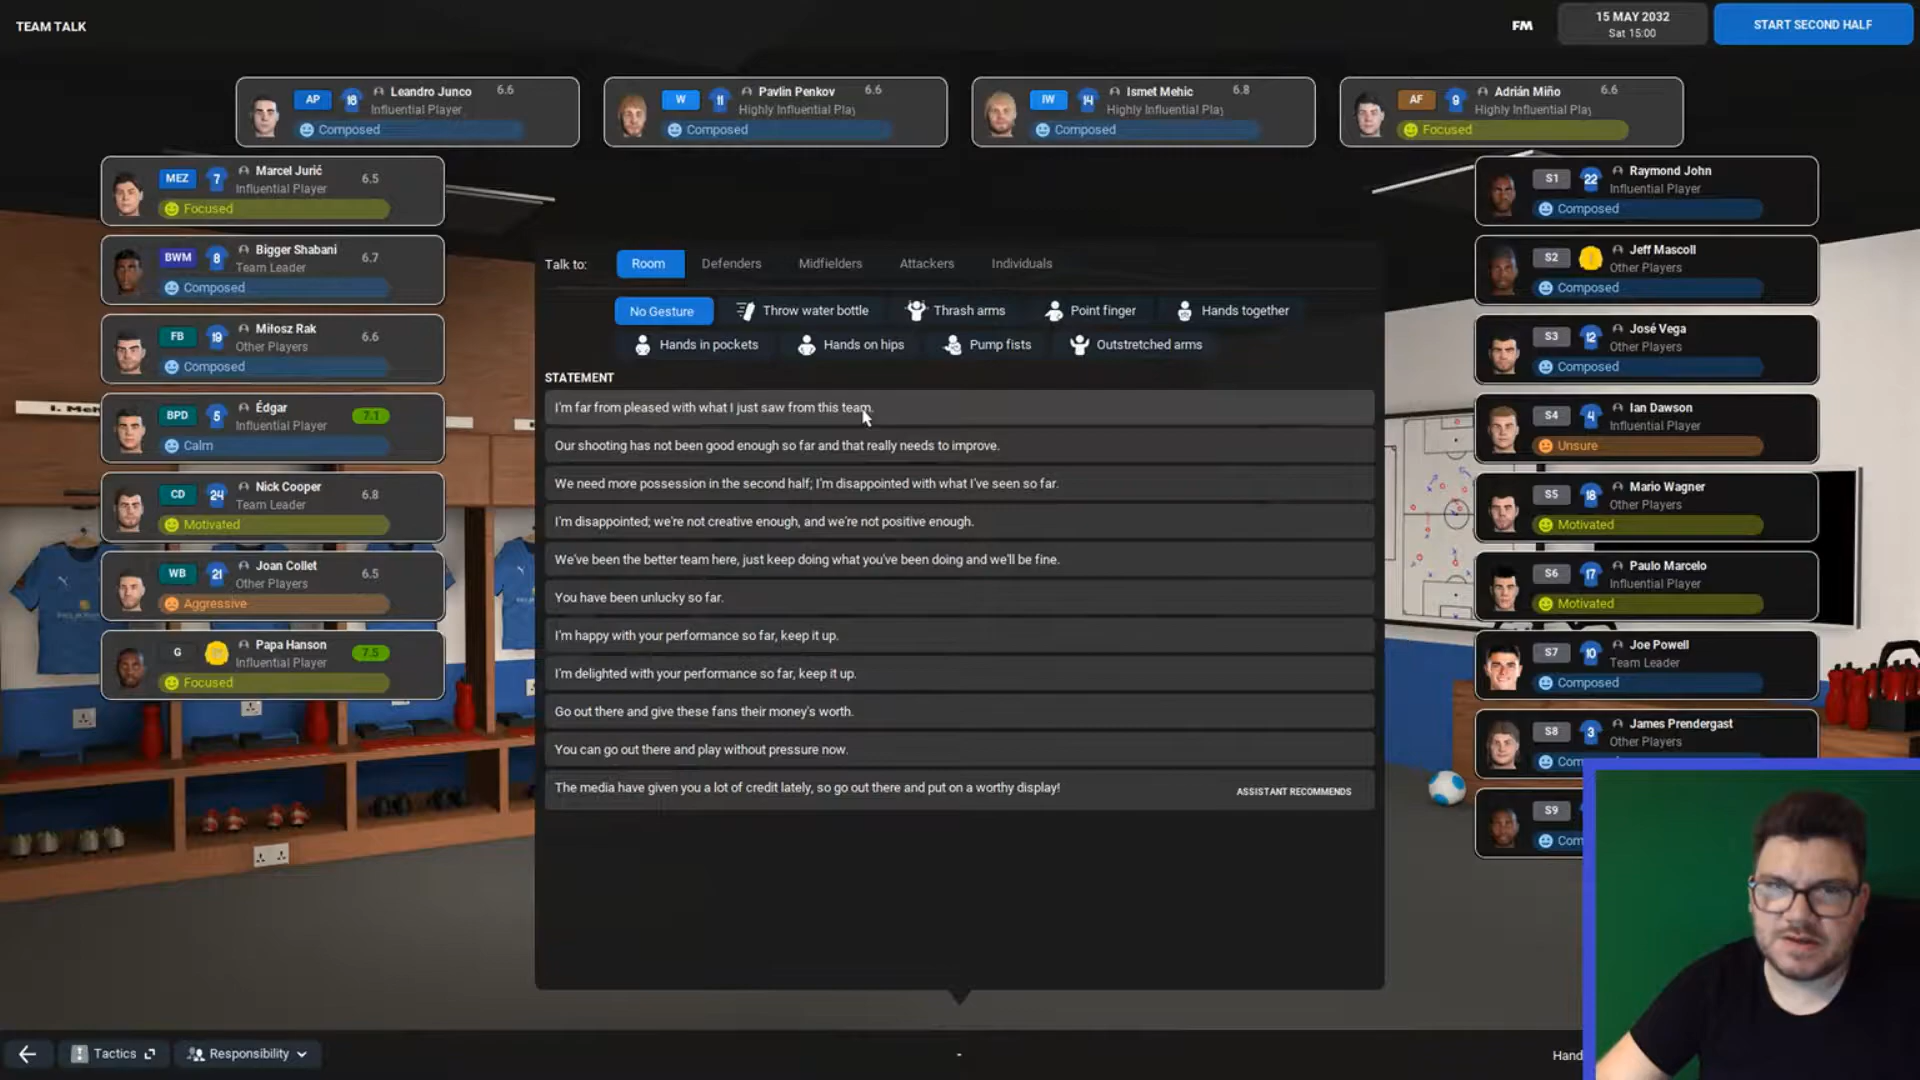 TEAM TALK
FM
15 MAY 2032
Sat 15:00
START SECOND HALF
AP 18 Leandro Junco 6.6
Influential Player
Composed
W 11 Pavlin Penkov 6.6
Highly Influential Play
Composed
IW 14 Ismet Mehic 6.8
Highly Influential Play
Composed
AF 9 Adrián Miño 6.6
Highly Influential Play
Focused
MEZ 7 Marcel Jurić 6.5
Influential Player
Focused
BWM 8 Bigger Shabani 6.7
Team Leader
Composed
FB 19 Miłosz Rak 6.6
Other Players
Composed
BPD 5 Édgar 7.1
Influential Player
Calm
CD 24 Nick Cooper 6.8
Team Leader
Motivated
WB 21 Joan Collet 6.5
Other Players
Aggressive
G Papa Hanson 7.5
Influential Player
Focused
Talk to: Room Defenders Midfielders Attackers Individuals
No Gesture Throw water bottle Thrash arms Point finger Hands together
Hands in pockets Hands on hips Pump fists Outstretched arms
STATEMENT
I'm far from pleased with what I just saw from this team.
Our shooting has not been good enough so far and that really needs to improve.
We need more possession in the second half; I'm disappointed with what I've seen so far.
I'm disappointed; we're not creative enough, and we're not positive enough.
We've been the better team here, just keep doing what you've been doing and we'll be fine.
You have been unlucky so far.
I'm happy with your performance so far, keep it up.
I'm delighted with your performance so far, keep it up.
Go out there and give these fans their money's worth.
You can go out there and play without pressure now.
The media have given you a lot of credit lately, so go out there and put on a worthy display! ASSISTANT RECOMMENDS
S1 22 Raymond John
Influential Player
Composed
S2 Jeff Mascoll
Other Players
Composed
S3 12 José Vega
Other Players
Composed
S4 4 Ian Dawson
Influential Player
Unsure
S5 18 Mario Wagner
Other Players
Motivated
S6 17 Paulo Marcelo
Influential Player
Motivated
S7 10 Joe Powell
Team Leader
Composed
S8 3 James Prendergast
Other Players
Com
S9
Com
I. Meh
Tactics Responsibility
-
Hand